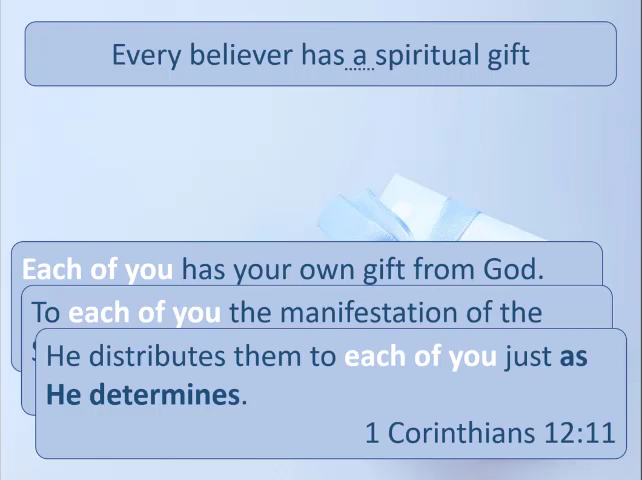 Every believer has a spiritual gift
Each of you has your own gift from God.
To each of you the manifestation of the
He distributes them to each of you just as
He determines.
1 Corinthians 12:11